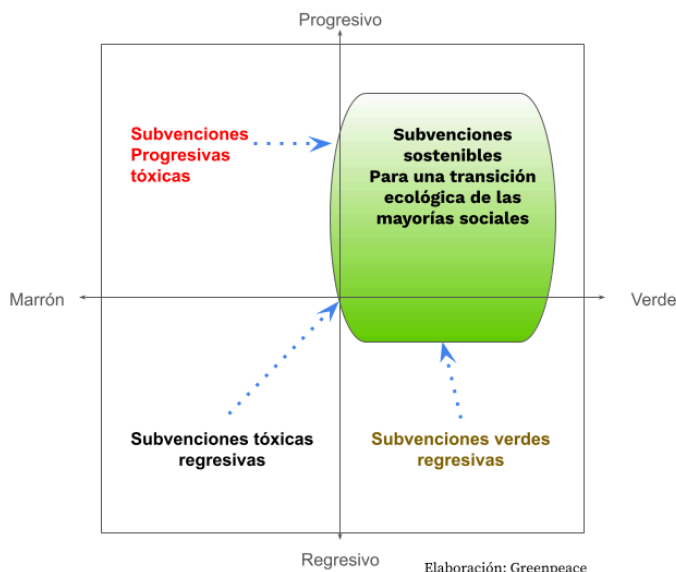 Progresivo
Subvenciones
Progresivas
tóxicas
Subvenciones
sostenibles
Para una transición
ecológica de las
mayorías sociales
Marrón
Verde
Subvenciones tóxicas
regresivas
Subvenciones verdes
regresivas
Regresivo
Elaboración: Greenpeace